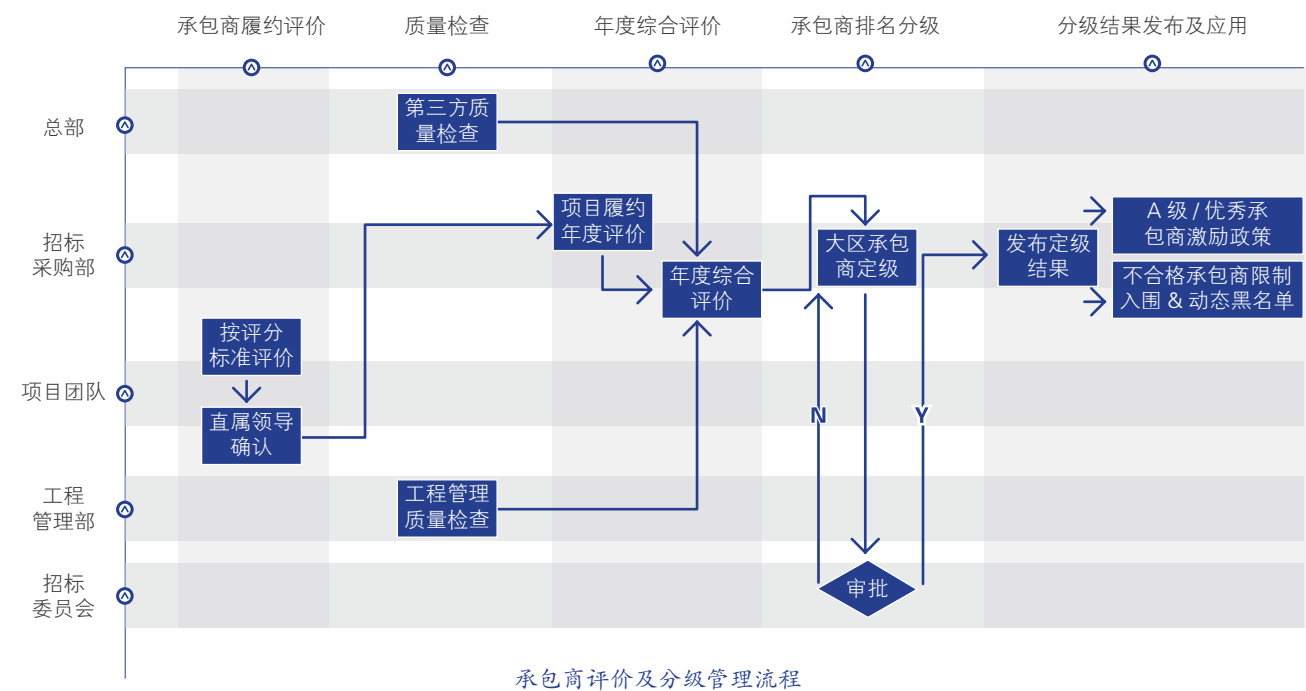 承包商履约评价
质量检查
年度综合评价
承包商排名分级
分级结果发布及应用
总部
第三方质
量检查
招标
采购部
项目履约
年度评价
年度综合
评价
大区承包
商定级
发布定级
结果
A 级 / 优秀承
包商激励政策
不合格承包商限制
入围 & 动态黑名单
项目团队
按评分
标准评价
直属领导
确认
N
Y
工程
管理部
工程管理
质量检查
招标
委员会
审批
承包商评价及分级管理流程